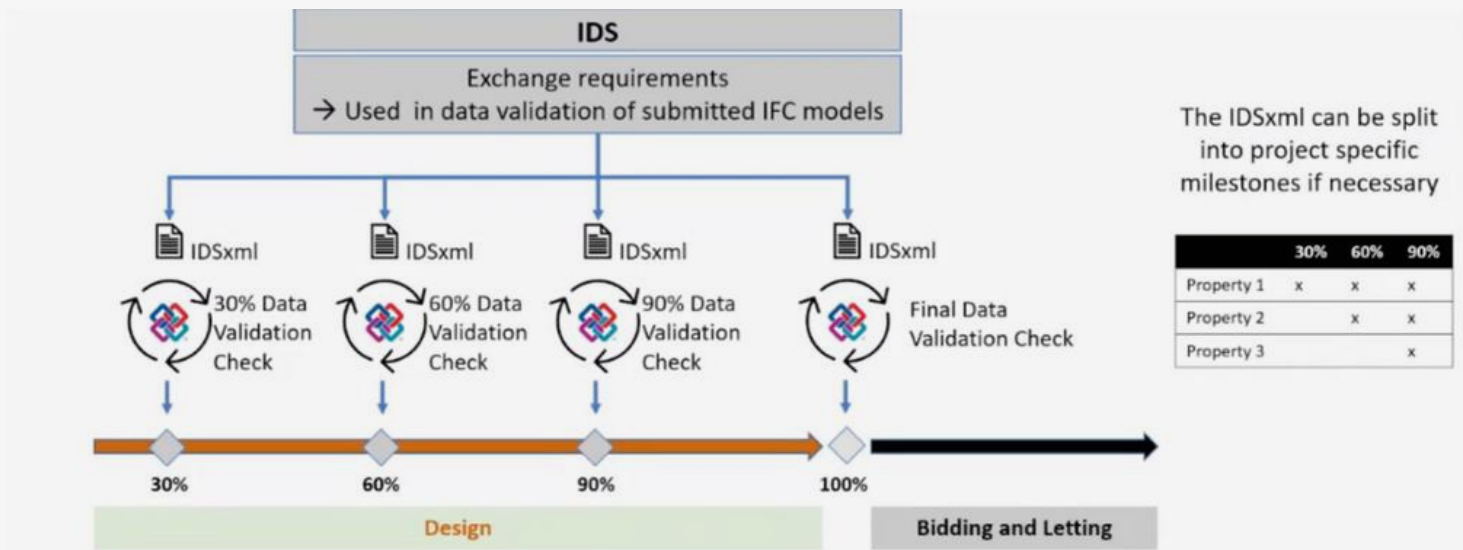 IDS
Exchange requirements
→ Used in data validation of submitted IFC models
The IDSxml can be split
into project specific
milestones if necessary
IDSxml
IDSxml
IDSxml
IDSxml
30% Data
Validation
Check
60% Data
Validation
Check
90% Data
Validation
Check
Final Data
Validation Check
30% 60% 90%
Property 1 x x x
Property 2 x x
Property 3 x
30%
60%
90%
100%
Design
Bidding and Letting